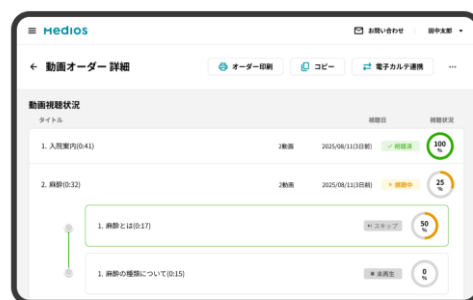 medios
お問い合わせ 田中太郎
動画オーダー 詳細
オーダー印刷 コピー 電子カルテ連携
動画視聴状況
タイトル 視聴日 視聴状況
1. 入院案内(0:41) 2動画 2025/08/11(3日前) 視聴済 100%
2. 麻酔(0:32) 2動画 2025/08/11(3日前) 視聴中 25%
1. 麻酔とは(0:17) スキップ 50%
1. 麻酔の種類について(0:15) 未再生 0%